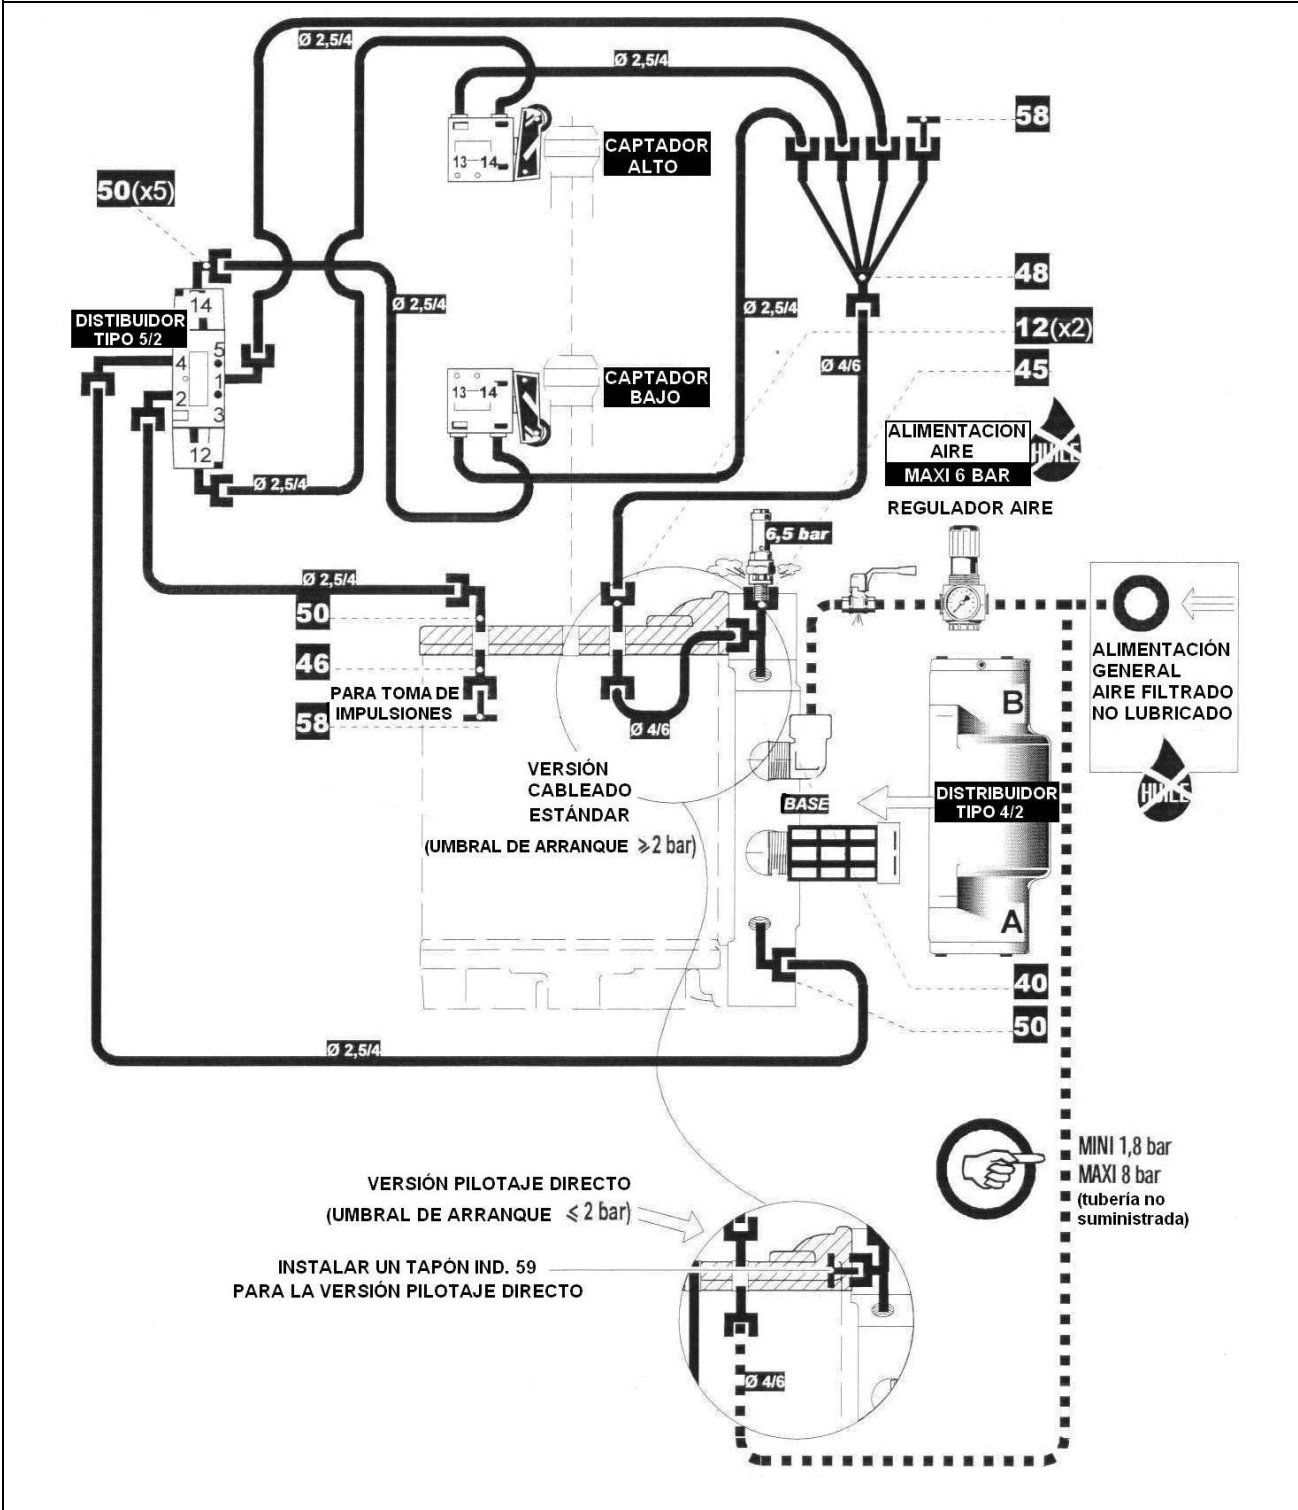 Ø 2,5/4
Ø 2,5/4
58
CAPTADOR
ALTO
13 14
50(x5)
48
14
Ø 2,5/4
Ø 2,5/4
12(x2)
DISTIBUIDOR
TIPO 5/2
5
4
1
2
3
12
Ø 4/6
45
13 14
CAPTADOR
BAJO
ALIMENTACION
AIRE
MAXI 6 BAR
HUILE
Ø 2,5/4
REGULADOR AIRE
6,5 bar
Ø 2,5/4
50
46
PARA TOMA DE
IMPULSIONES
58
Ø 4/6
ALIMENTACIÓN
GENERAL
AIRE FILTRADO
NO LUBRICADO
HUILE
B
VERSIÓN
CABLEADO
ESTÁNDAR
(UMBRAL DE ARRANQUE ⩾ 2 bar)
BASE
DISTRIBUIDOR
TIPO 4/2
A
40
50
Ø 2,5/4
MINI 1,8 bar
MAXI 8 bar
(tubería no
suministrada)
VERSIÓN PILOTAJE DIRECTO
(UMBRAL DE ARRANQUE ⩽ 2 bar)
INSTALAR UN TAPÓN IND. 59
PARA LA VERSIÓN PILOTAJE DIRECTO
Ø 4/6